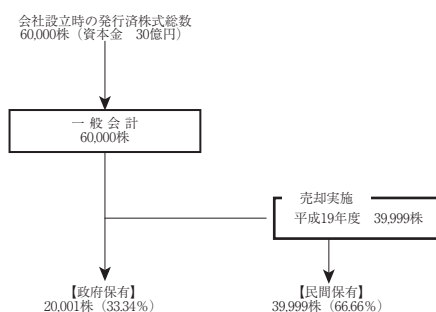 会社設立時の発行済株式総数
60,000株（資本金　30億円）
一 般 会 計
60,000株
売却実施
平成19年度　39,999株
【政府保有】
20,001株（33.34％）
【民間保有】
39,999株（66.66％）